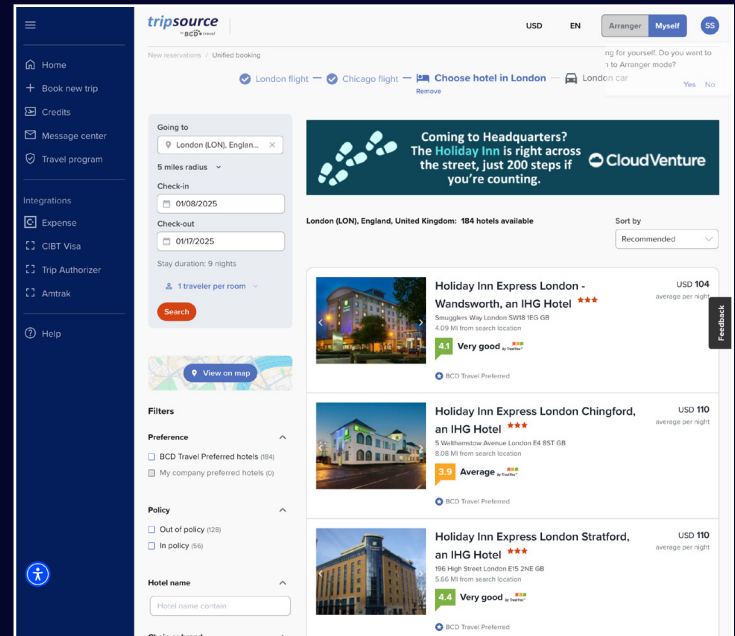 tripsource
by BCD travel
USD
EN
Arranger
Myself
SS
New reservations / Unified booking
ng for yourself. Do you want to
n to Arranger mode?
Yes No
London flight
Chicago flight
Choose hotel in London
London car
Remove
Home
Book new trip
Credits
Message center
Travel program
Integrations
Expense
CIBT Visa
Trip Authorizer
Amtrak
Help
Going to
London (LON), Englan...
5 miles radius
Check-in
01/08/2025
Check-out
01/17/2025
Stay duration: 9 nights
1 traveler per room
Search
View on map
Filters
Preference
BCD Travel Preferred hotels (184)
My company preferred hotels (0)
Policy
Out of policy (128)
In policy (56)
Hotel name
Hotel name contain
Coming to Headquarters?
The Holiday Inn is right across
the street, just 200 steps if
you're counting.
CloudVenture
London (LON), England, United Kingdom: 184 hotels available
Sort by
Recommended
Holiday Inn Express London -
Wandsworth, an IHG Hotel
Smugglers Way London SW18 1EG GB
4.09 MI from search location
4.1 Very good
BCD Travel Preferred
USD 104
average per night
Feedback
Holiday Inn Express London Chingford,
an IHG Hotel
5 Walthamstow Avenue London E4 8ST GB
8.08 MI from search location
3.9 Average
BCD Travel Preferred
USD 110
average per night
Holiday Inn Express London Stratford,
an IHG Hotel
196 High Street London E15 2NE GB
5.66 MI from search location
4.4 Very good
BCD Travel Preferred
USD 110
average per night